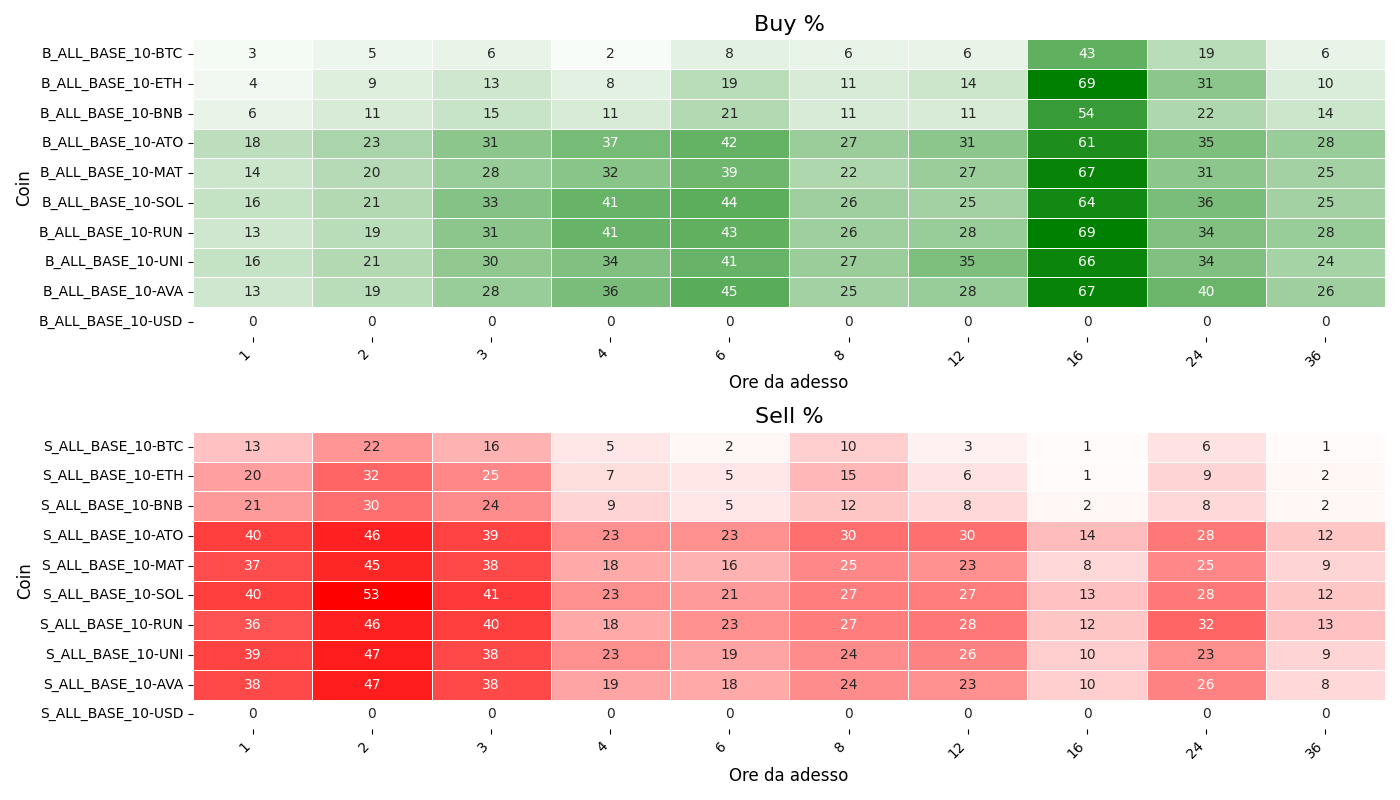 Buy %
Coin
B_ALL_BASE_10-BTC 3 5 6 2 8 6 6 43 19 6
B_ALL_BASE_10-ETH 4 9 13 8 19 11 14 69 31 10
B_ALL_BASE_10-BNB 6 11 15 11 21 11 11 54 22 14
B_ALL_BASE_10-ATO 18 23 31 37 42 27 31 61 35 28
B_ALL_BASE_10-MAT 14 20 28 32 39 22 27 67 31 25
B_ALL_BASE_10-SOL 16 21 33 41 44 26 25 64 36 25
B_ALL_BASE_10-RUN 13 19 31 41 43 26 28 69 34 28
B_ALL_BASE_10-UNI 16 21 30 34 41 27 35 66 34 24
B_ALL_BASE_10-AVA 13 19 28 36 45 25 28 67 40 26
B_ALL_BASE_10-USD 0 0 0 0 0 0 0 0 0 0
1 2 3 4 6 8 12 16 24 36
Ore da adesso
Sell %
Coin
S_ALL_BASE_10-BTC 13 22 16 5 2 10 3 1 6 1
S_ALL_BASE_10-ETH 20 32 25 7 5 15 6 1 9 2
S_ALL_BASE_10-BNB 21 30 24 9 5 12 8 2 8 2
S_ALL_BASE_10-ATO 40 46 39 23 23 30 30 14 28 12
S_ALL_BASE_10-MAT 37 45 38 18 16 25 23 8 25 9
S_ALL_BASE_10-SOL 40 53 41 23 21 27 27 13 28 12
S_ALL_BASE_10-RUN 36 46 40 18 23 27 28 12 32 13
S_ALL_BASE_10-UNI 39 47 38 23 19 24 26 10 23 9
S_ALL_BASE_10-AVA 38 47 38 19 18 24 23 10 26 8
S_ALL_BASE_10-USD 0 0 0 0 0 0 0 0 0 0
1 2 3 4 6 8 12 16 24 36
Ore da adesso